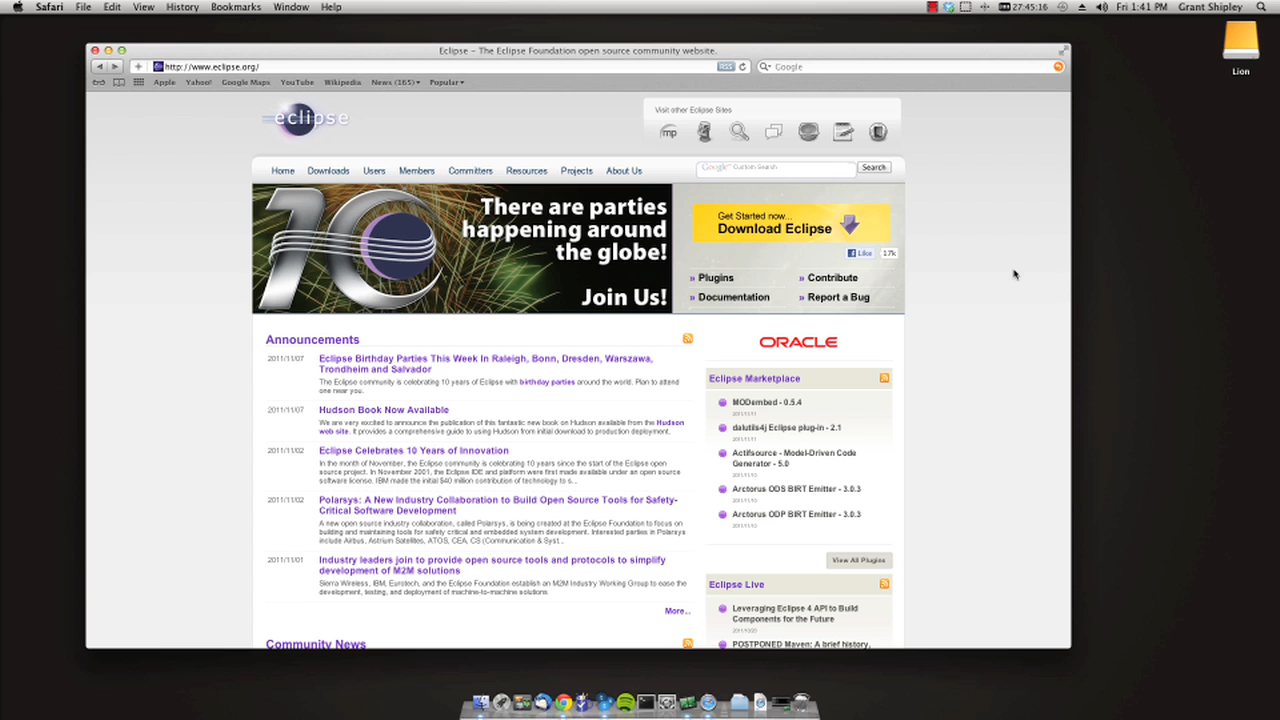 Safari File Edit View History Bookmarks Window Help 27:45:16 Fri 1:41 PM Grant Shipley
Lion
Eclipse – The Eclipse Foundation open source community website.
http://www.eclipse.org/ RSS Google
Apple Yahoo! Google Maps YouTube Wikipedia News (165) Popular
eclipse
Visit other Eclipse Sites
mp
Home Downloads Users Members Committers Resources Projects About Us
Google™ Custom Search Search
10
There are parties
happening around
the globe!
Join Us!
Get Started now...
Download Eclipse
Like 17k
» Plugins » Contribute
» Documentation » Report a Bug
Announcements
2011/11/07 Eclipse Birthday Parties This Week In Raleigh, Bonn, Dresden, Warszawa,
Trondheim and Salvador
The Eclipse community is celebrating 10 years of Eclipse with birthday parties around the world. Plan to attend
one near you.
2011/11/07 Hudson Book Now Available
We are very excited to announce the publication of this fantastic new book on Hudson available from the Hudson
web site. It provides a comprehensive guide to using Hudson from initial download to production deployment.
2011/11/02 Eclipse Celebrates 10 Years of Innovation
In the month of November, the Eclipse community is celebrating 10 years since the start of the Eclipse open
source project. In November 2001, the Eclipse IDE and platform were first made available under an open source
software license. IBM made the initial $40 million contribution of technology to s...
2011/11/02 Polarsys: A New Industry Collaboration to Build Open Source Tools for Safety-
Critical Software Development
A new open source industry collaboration, called Polarsys, is being created at the Eclipse Foundation to focus on
building and maintaining tools for safety critical and embedded system development. Interested parties in Polarsys
include Airbus, Astrium Satellites, ATOS, CEA, CS (Communication & Syst...
2011/11/01 Industry leaders join to provide open source tools and protocols to simplify
development of M2M solutions
Sierra Wireless, IBM, Eurotech, and the Eclipse Foundation establish an M2M Industry Working Group to ease the
development, testing, and deployment of machine-to-machine solutions
More...
Community News
ORACLE
Eclipse Marketplace
MODembed - 0.5.4
2011/11/11
dalutils4j Eclipse plug-in - 2.1
2011/11/11
Actifsource - Model-Driven Code
Generator - 5.0
2011/11/10
Arctorus ODS BIRT Emitter - 3.0.3
2011/11/10
Arctorus ODP BIRT Emitter - 3.0.3
2011/11/10
View All Plugins
Eclipse Live
Leveraging Eclipse 4 API to Build
Components for the Future
POSTPONED Maven: A brief history,